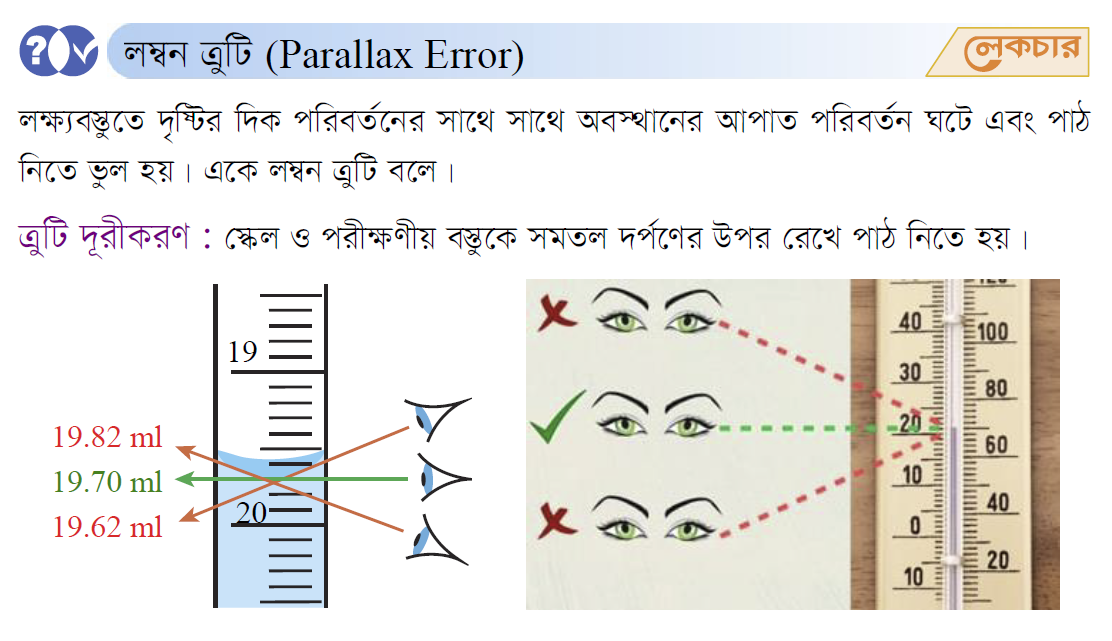 লম্বন ত্রুটি (Parallax Error)
লেকচার
লক্ষ্যবস্তুতে দৃষ্টির দিক পরিবর্তনের সাথে সাথে অবস্থানের আপাত পরিবর্তন ঘটে এবং পাঠ
নিতে ভুল হয়। একে লম্বন ত্রুটি বলে।
ত্রুটি দূরীকরণ : স্কেল ও পরীক্ষণীয় বস্তুকে সমতল দর্পণের উপর রেখে পাঠ নিতে হয়।
19
19.82 ml
19.70 ml
19.62 ml
20
120
40 100
30 80
20 60
10 40
0 20
10